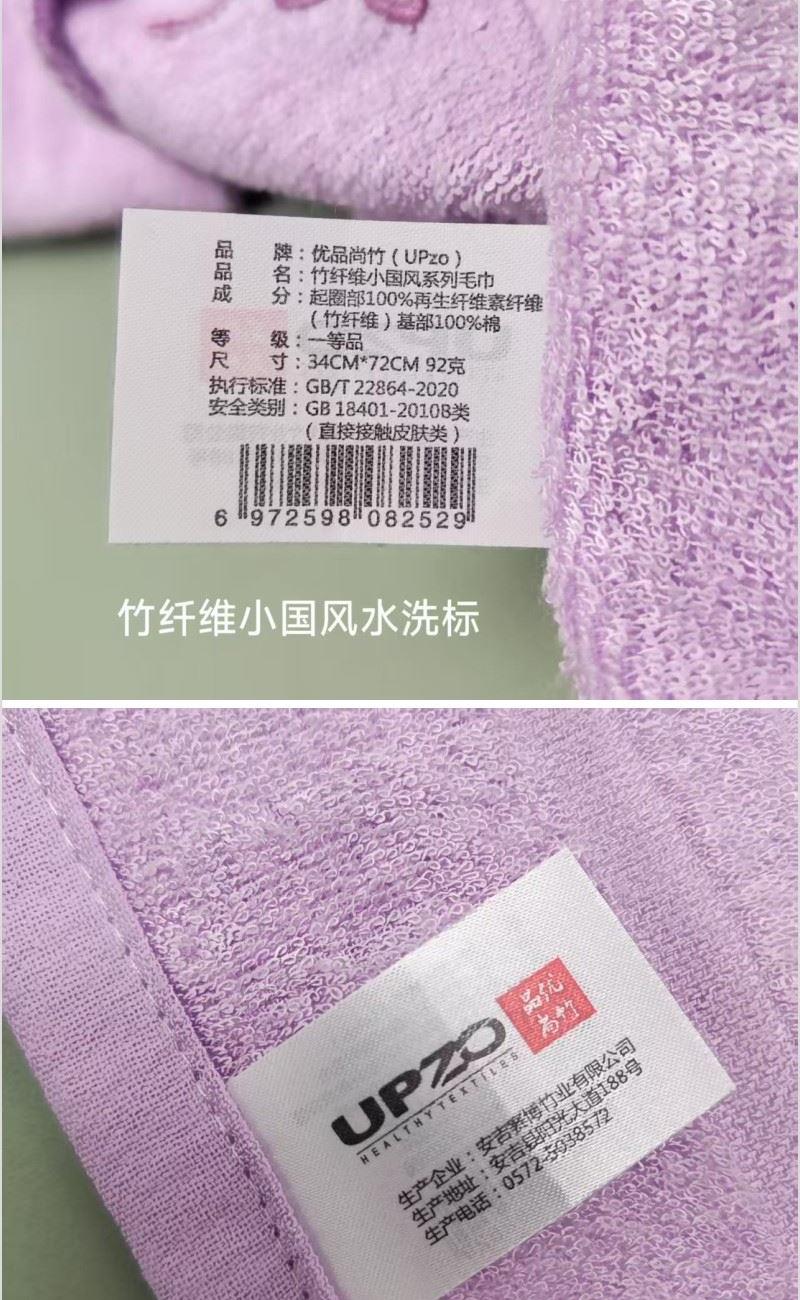 品 牌：优品尚竹（UPzo）
品 名：竹纤维小国风系列毛巾
成 分：起圈部100%再生纤维素纤维
（竹纤维）基部100%棉
等 级：一等品
尺 寸：34CM*72CM 92克
执行标准：GB/T 22864-2020
安全类别：GB 18401-2010B类
（直接接触皮肤类）
6 972598 082529
竹纤维小国风水洗标
UPZO
品优
尚竹
HEALTHY TEXTILES
生产企业：安吉赛博竹业有限公司
生产地址：安吉县阳光大道188号
生产电话：0572-5038572